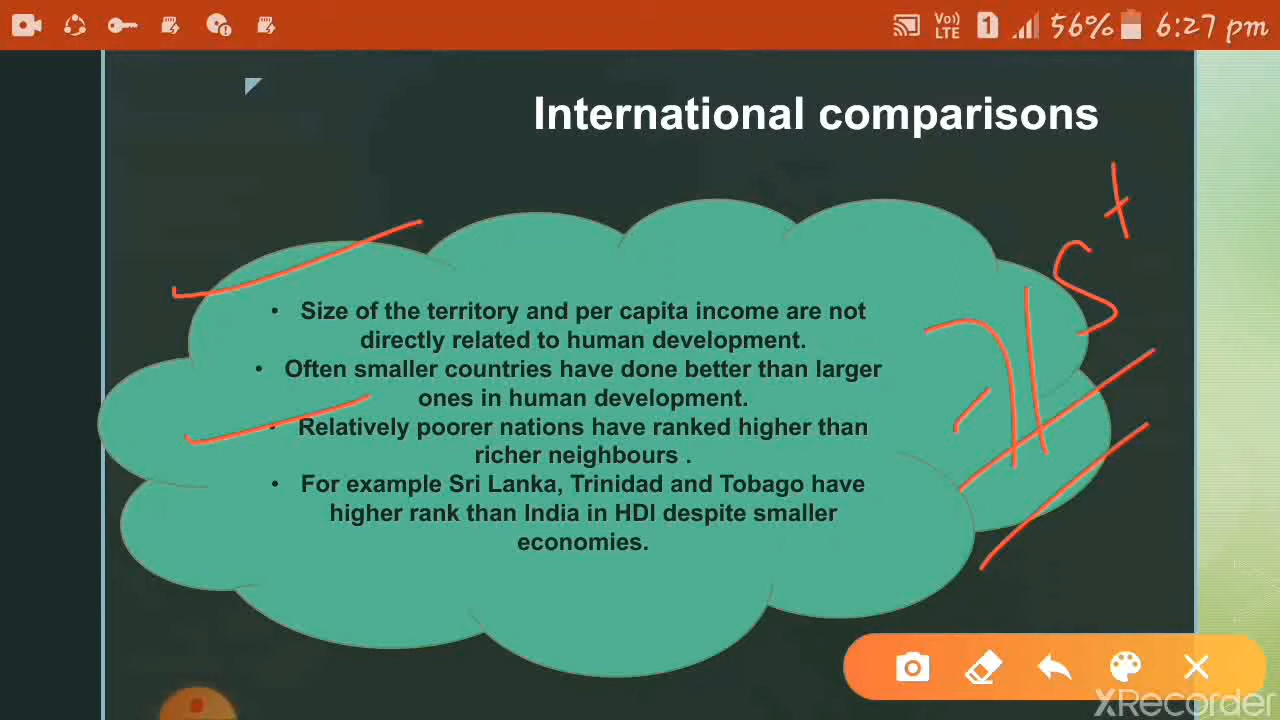 Vo) LTE 1 56% 6:27 pm
International comparisons
• Size of the territory and per capita income are not
directly related to human development.
• Often smaller countries have done better than larger
ones in human development.
• Relatively poorer nations have ranked higher than
richer neighbours .
• For example Sri Lanka, Trinidad and Tobago have
higher rank than India in HDI despite smaller
economies.
XRecorder